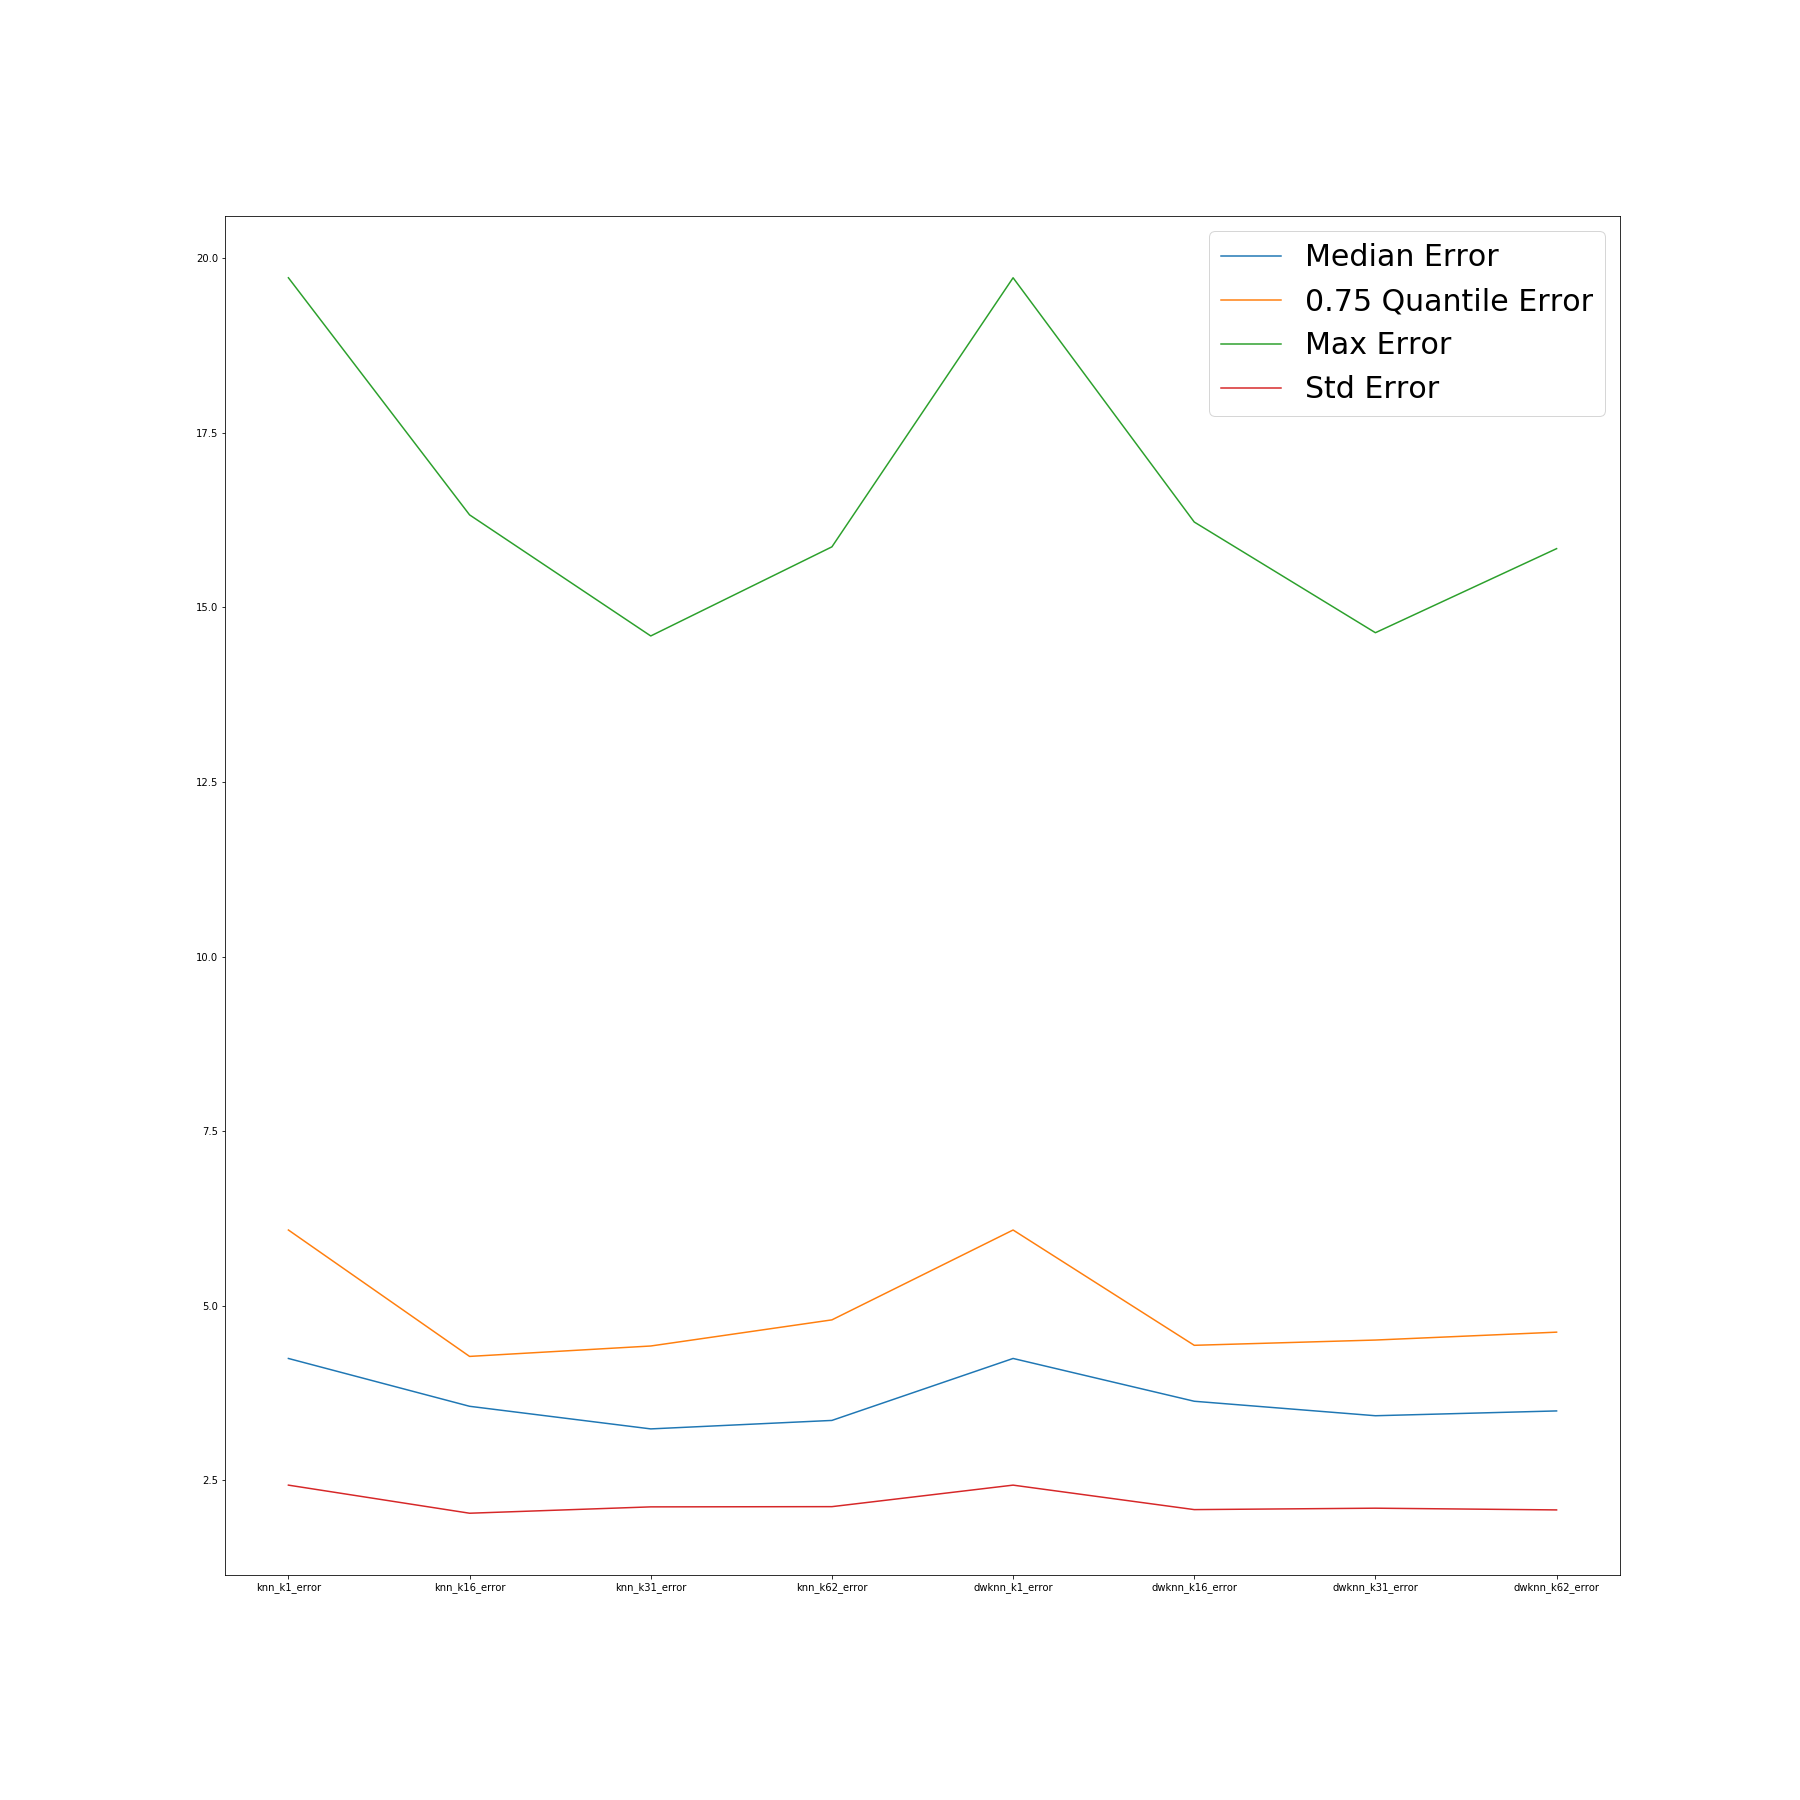 Median Error
0.75 Quantile Error
Max Error
Std Error
20.0
17.5
15.0
12.5
10.0
7.5
5.0
2.5
knn_k1_error knn_k16_error knn_k31_error knn_k62_error dwknn_k1_error dwknn_k16_error dwknn_k31_error dwknn_k62_error